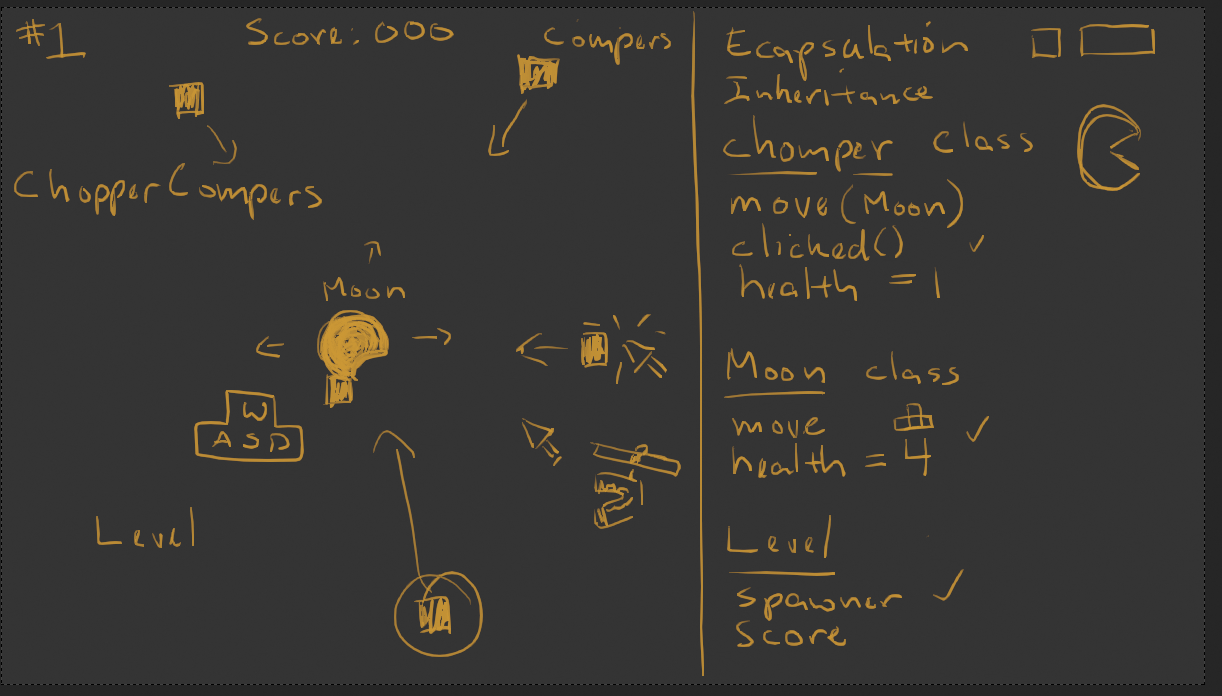 #1
Score: 000
Compers
ChopperCompers
Moon
W
A S D
Level
Ecapsulation
Inheritance
chomper class
move(Moon)
clicked()
health = 1
Moon class
move
health = 4
Level
spawner
Score